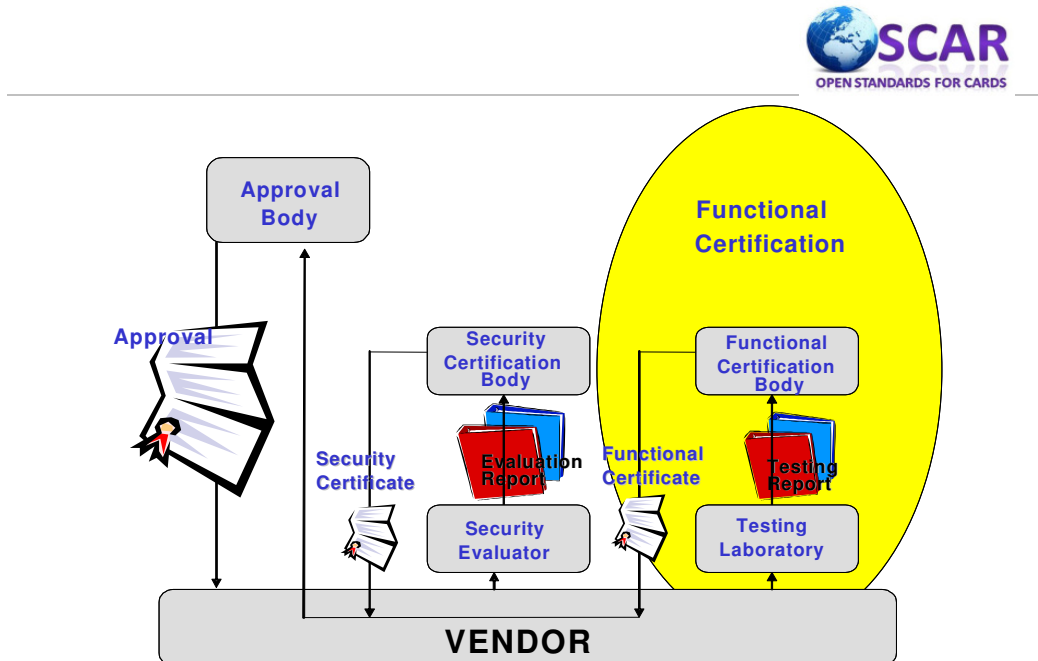 OSCAR
OPEN STANDARDS FOR CARDS
Approval
Body
Functional
Certification
Approval
Security
Certification
Body
Functional
Certification
Body
Security
Certificate
Evaluation
Report
Functional
Certificate
Testing
Report
Security
Evaluator
Testing
Laboratory
VENDOR